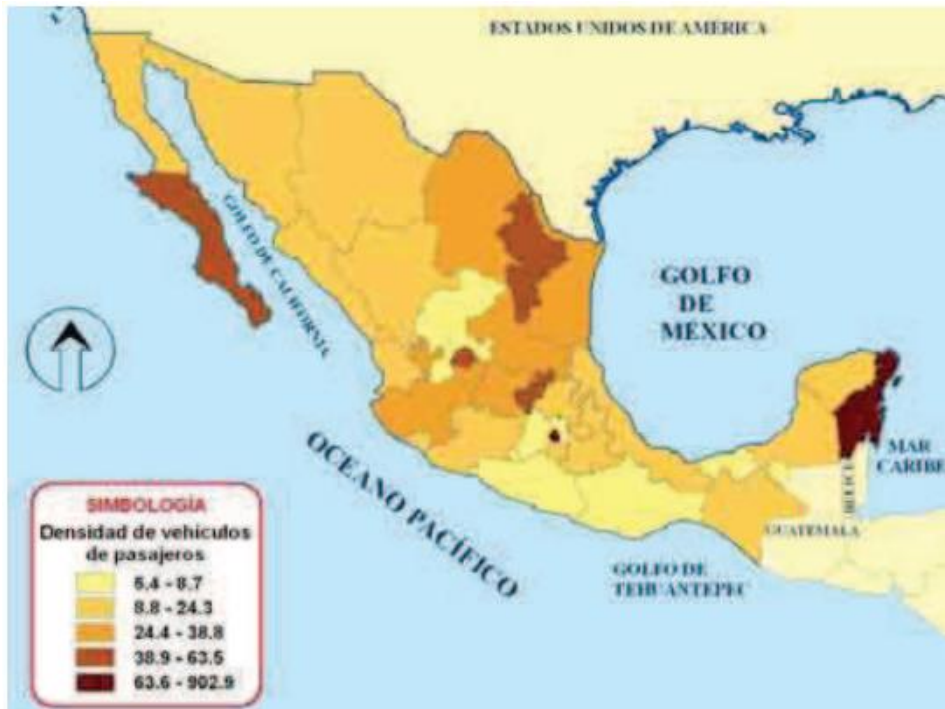 ESTADOS UNIDOS DE AMÉRICA
GOLFO DE CALIFORNIA
GOLFO
DE
MÉXICO
OCEANO PACÍFICO
MAR
CARIBE
BELICE
GUATEMALA
GOLFO DE
TEHUANTEPEC
SIMBOLOGÍA
Densidad de vehículos
de pasajeros
5.4 - 8.7
8.8 - 24.3
24.4 - 38.8
38.9 - 63.5
63.6 - 902.9